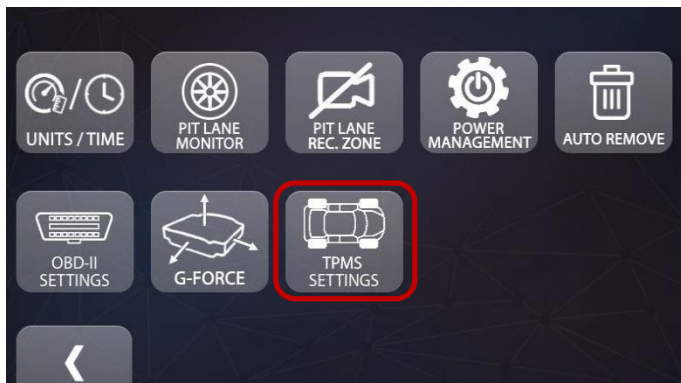 UNITS / TIME
PIT LANE
MONITOR
PIT LANE
REC. ZONE
POWER
MANAGEMENT
AUTO REMOVE
OBD-II
SETTINGS
G-FORCE
TPMS
SETTINGS